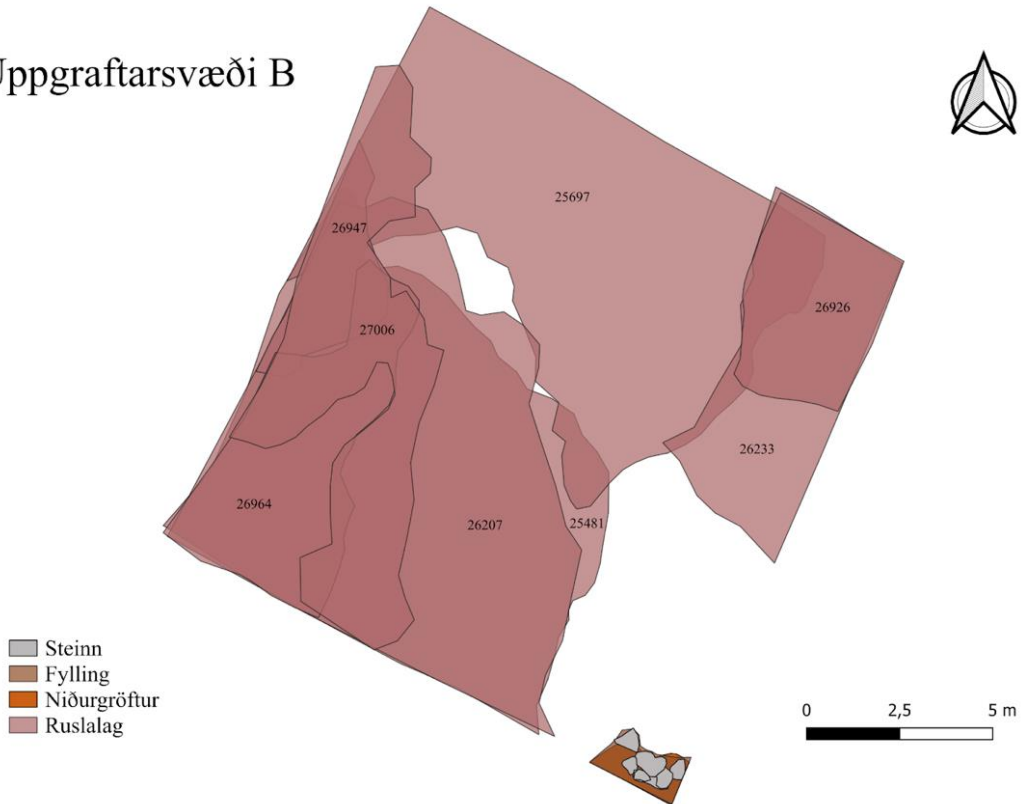 Uppgraftarsvæði B
25697
26947
26926
27006
26233
26964
26207
25481
Steinn
Fylling
Niðurgröftur
Ruslalag
0 2,5 5 m